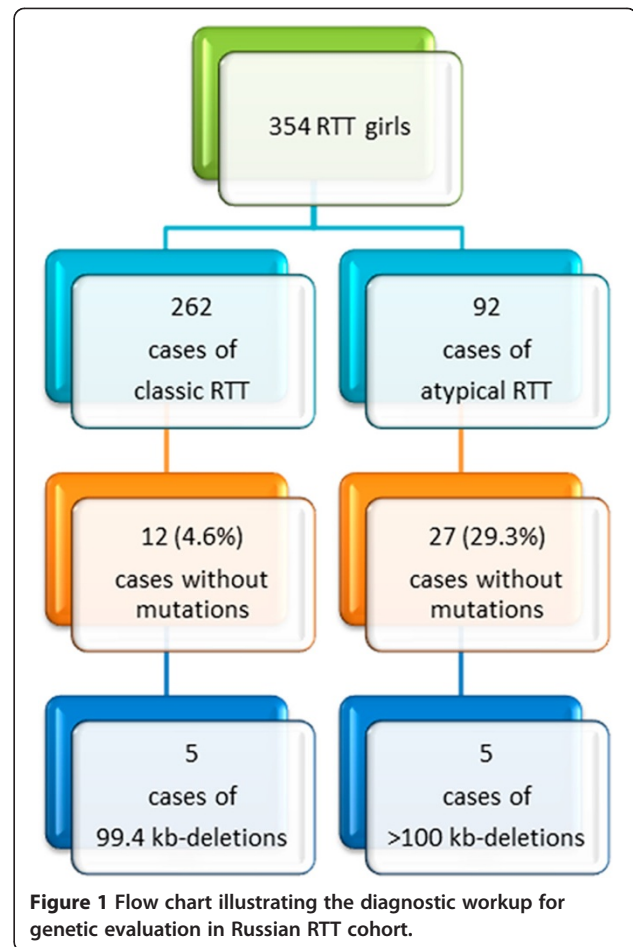 354 RTT girls
262
cases of
classic RTT
92
cases of
atypical RTT
12 (4.6%)
cases without
mutations
27 (29.3%)
cases without
mutations
5
cases of
99.4 kb-deletions
5
cases of
>100 kb-deletions
Figure 1 Flow chart illustrating the diagnostic workup for
genetic evaluation in Russian RTT cohort.